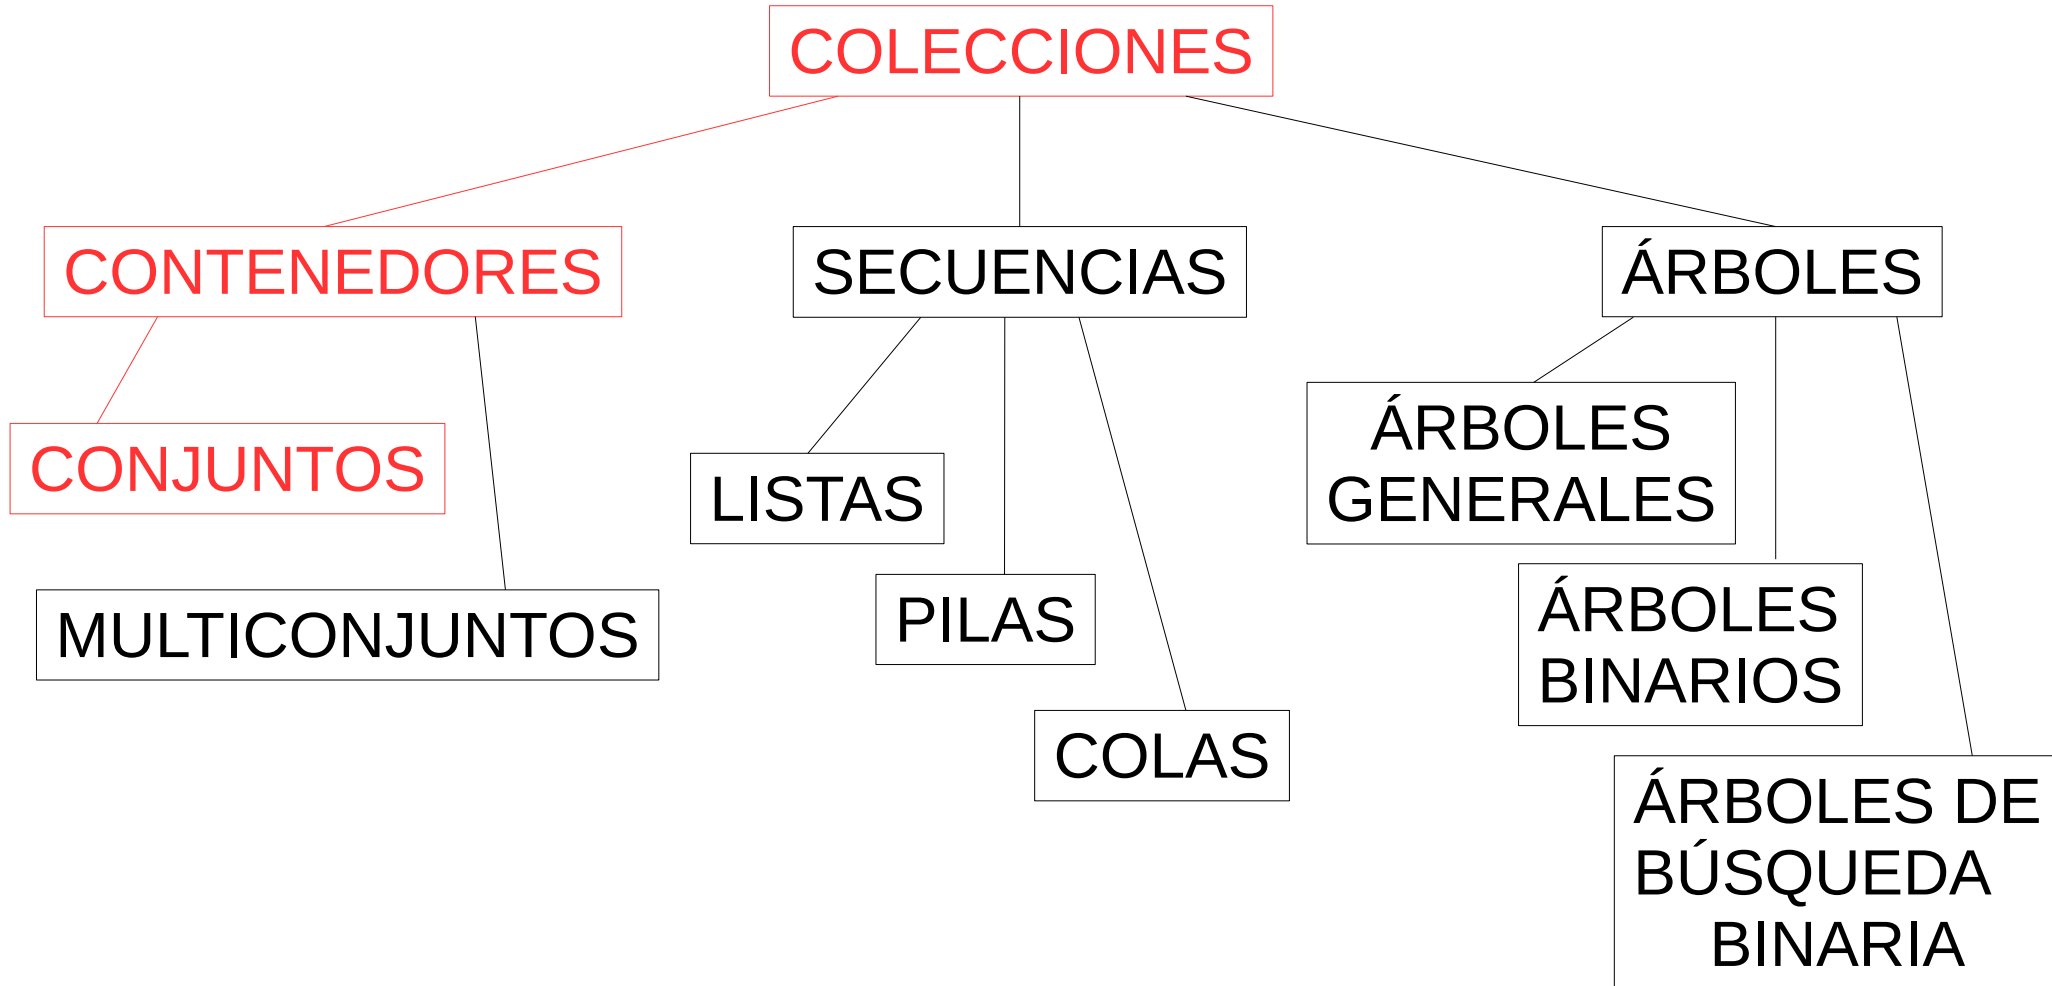 COLECCIONES
CONTENEDORES
SECUENCIAS
ÁRBOLES
CONJUNTOS
MULTICONJUNTOS
LISTAS
PILAS
COLAS
ÁRBOLES
GENERALES
ÁRBOLES
BINARIOS
ÁRBOLES DE
BÚSQUEDA
BINARIA